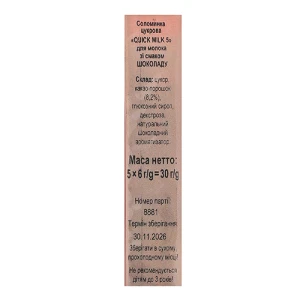 Соломинка
цукрова
«QUICK MILK 5»
для молока
зі смаком
ШОКОЛАДУ
Склад: цукор,
какао порошок
(8,2%),
глюкозний сироп,
декстроза,
натуральний
шоколадний
ароматизатор.
Маса нетто:
5×6 г/g=30 г/g
Номер партії
8881
Термін зберігання
30.11.2026
Зберігати в сухому,
прохолодному місці!
Не рекомендується
дітям до 3 років!